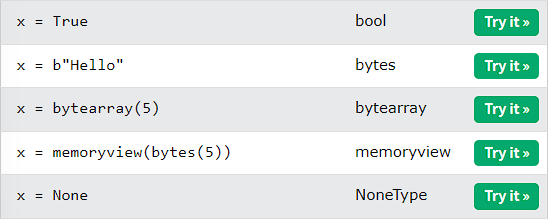 x = True bool Try it »
x = b"Hello" bytes Try it »
x = bytearray(5) bytearray Try it »
x = memoryview(bytes(5)) memoryview Try it »
x = None NoneType Try it »